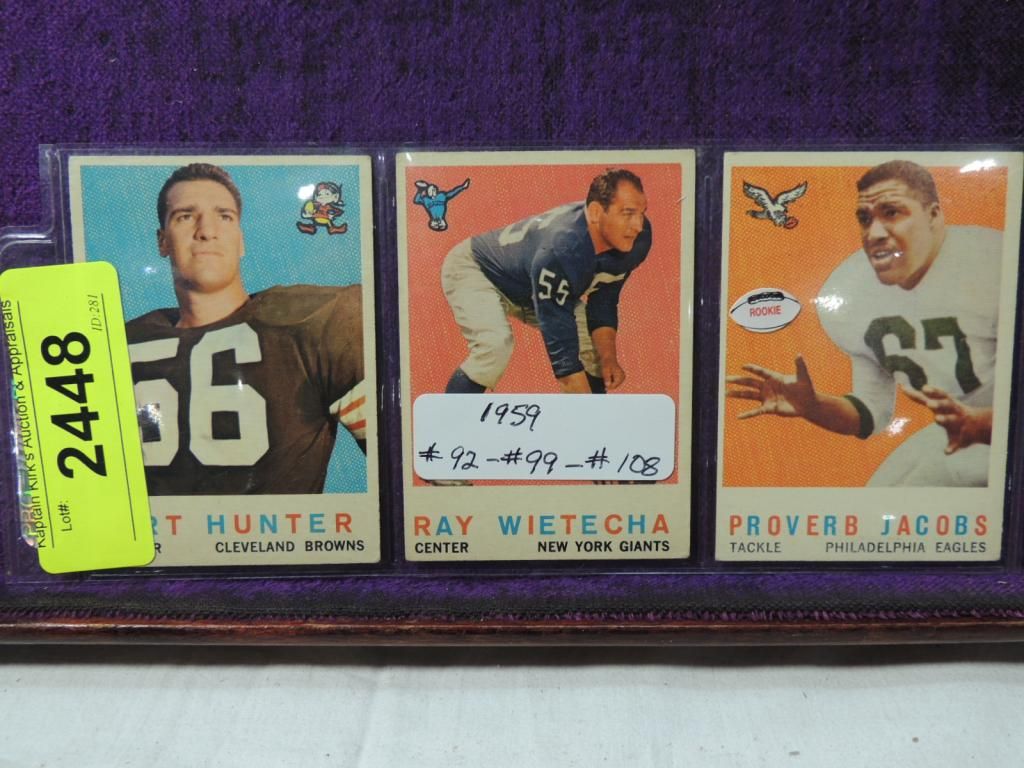 Kaptain Kirk's Auction & Appraisals
Lot#: 2448
ID:281
56
RT HUNTER
R CLEVELAND BROWNS
55
1959
#92-#99-#108
RAY WIETECHA
CENTER NEW YORK GIANTS
ROOKIE
67
PROVERB JACOBS
TACKLE PHILADELPHIA EAGLES